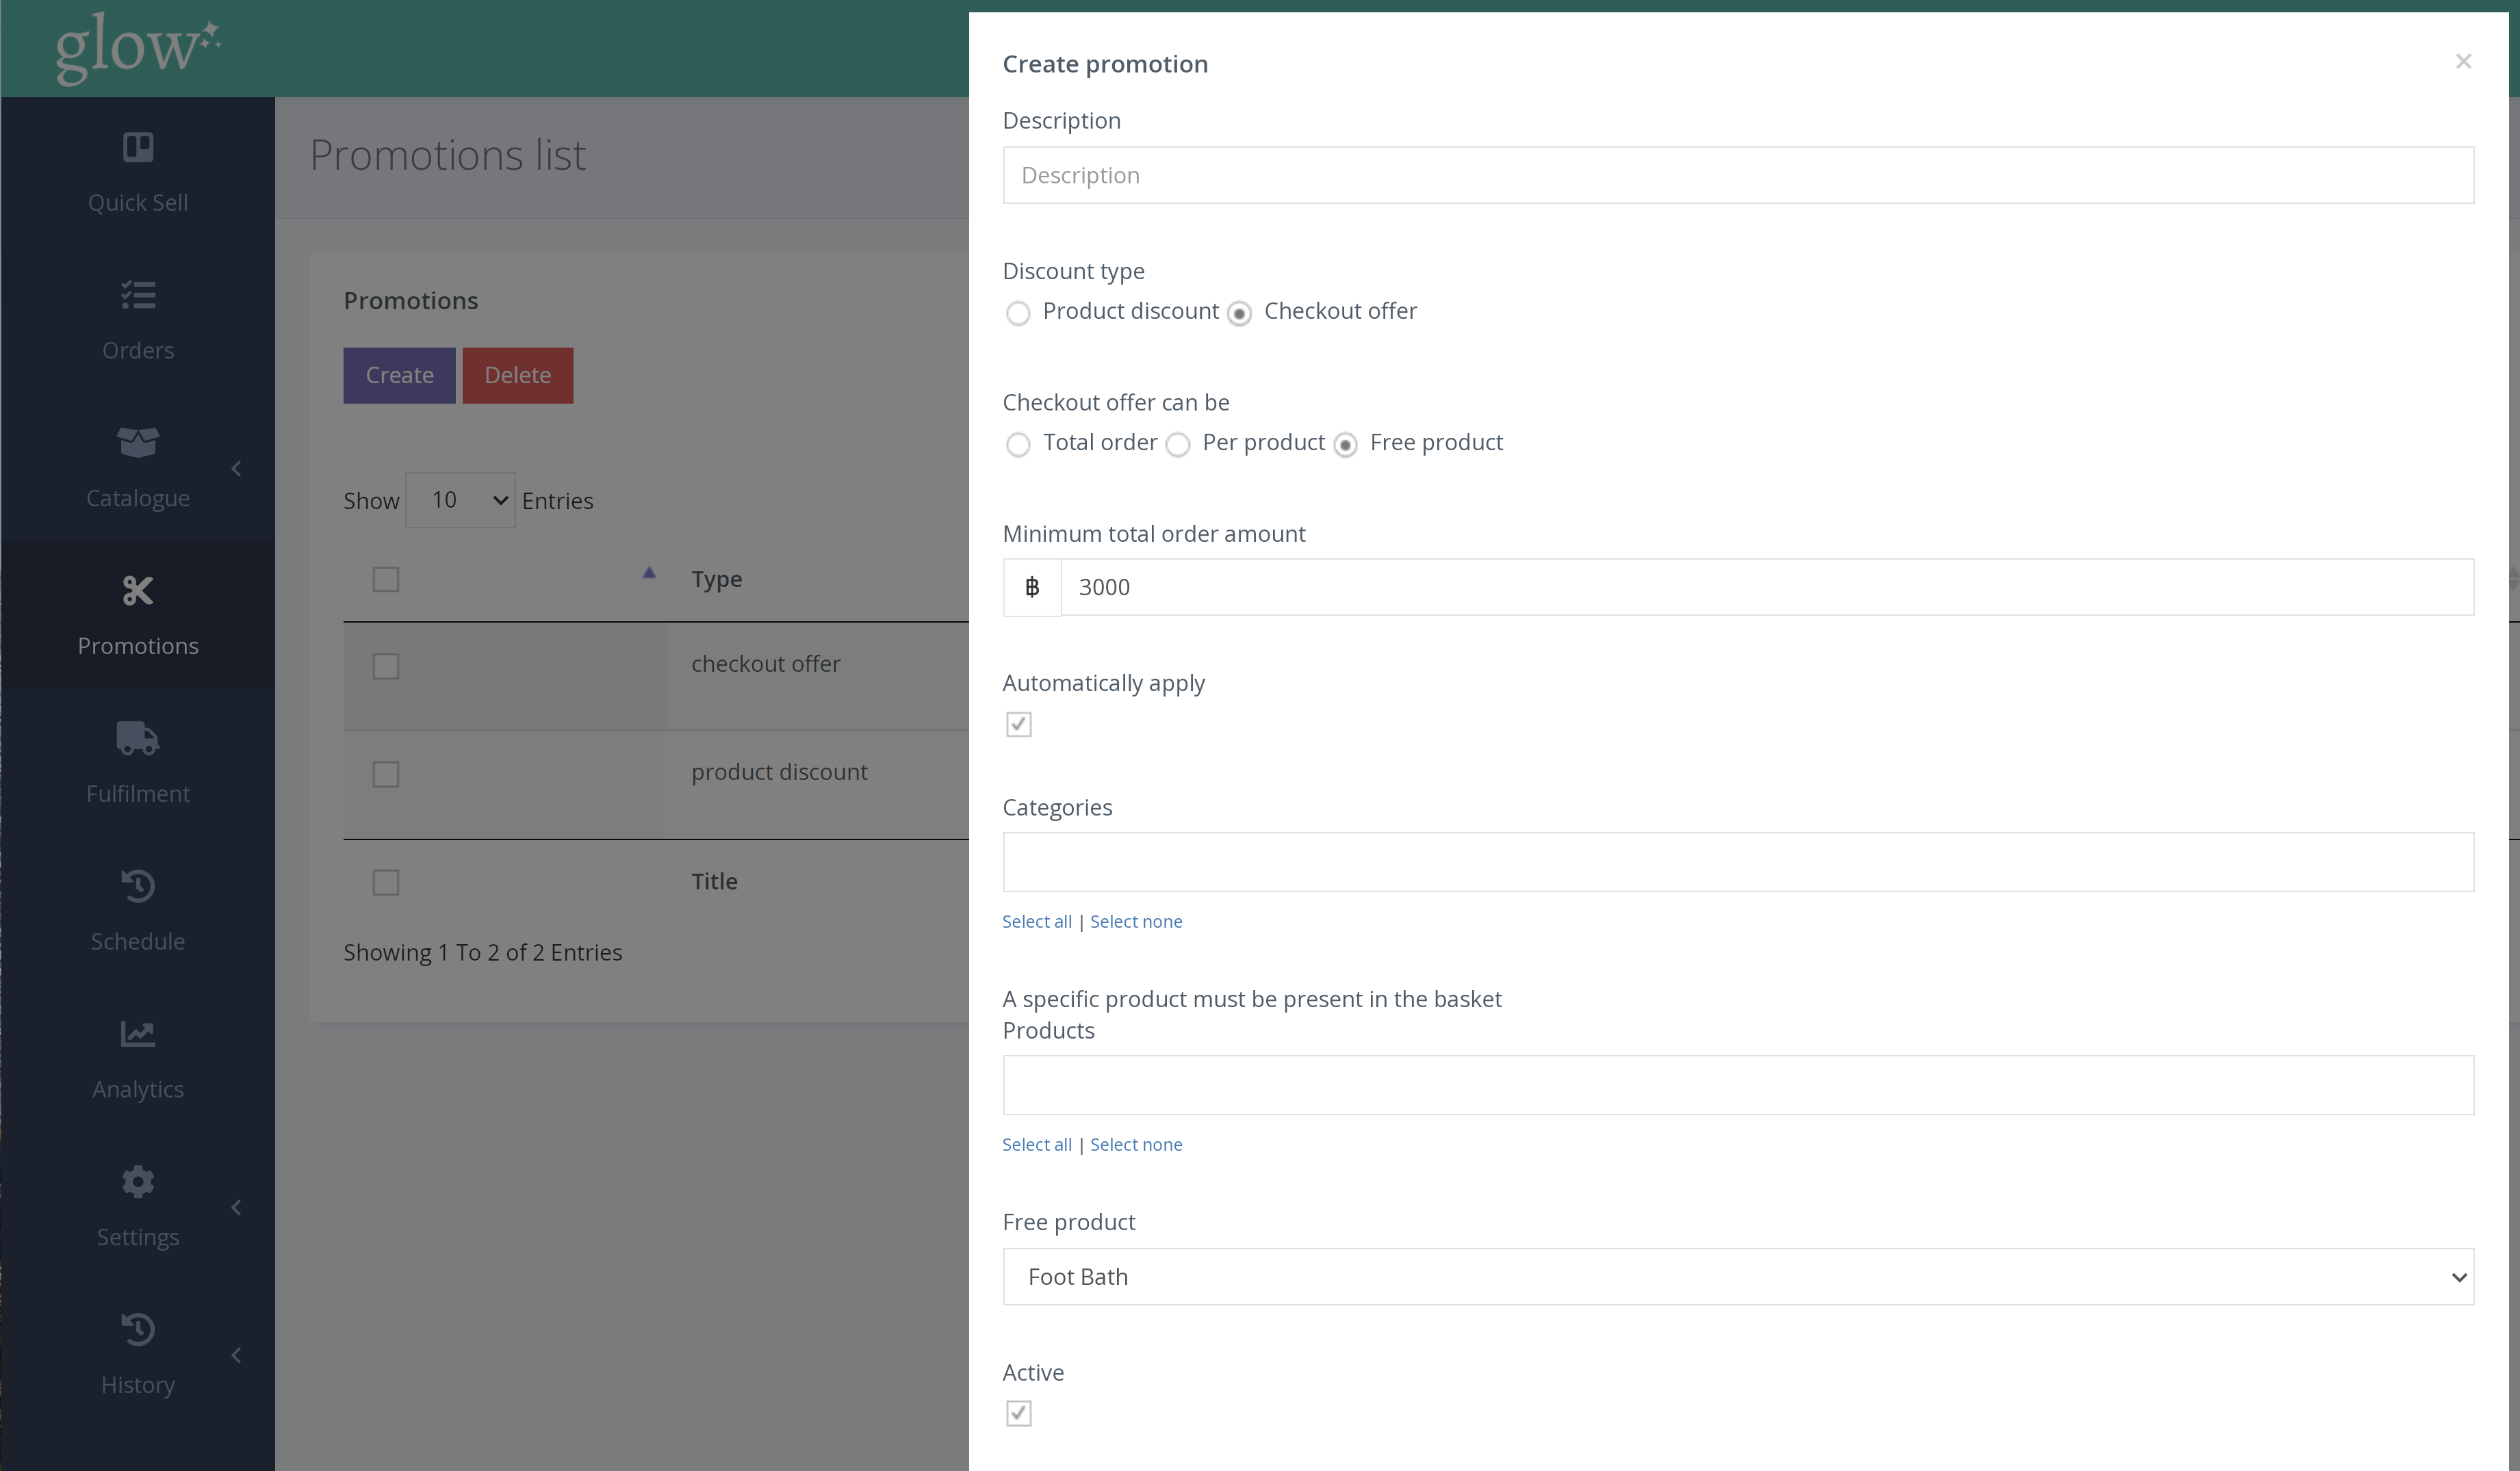 glow
Quick Sell
Orders
Catalogue
Promotions
Fulfilment
Schedule
Analytics
Settings
History
Promotions list
Promotions
Create Delete
Show 10 Entries
Type
checkout offer
product discount
Title
Showing 1 To 2 of 2 Entries
Create promotion
×
Description
Description
Discount type
Product discount Checkout offer
Checkout offer can be
Total order Per product Free product
Minimum total order amount
฿ 3000
Automatically apply
Categories
Select all | Select none
A specific product must be present in the basket
Products
Select all | Select none
Free product
Foot Bath
Active